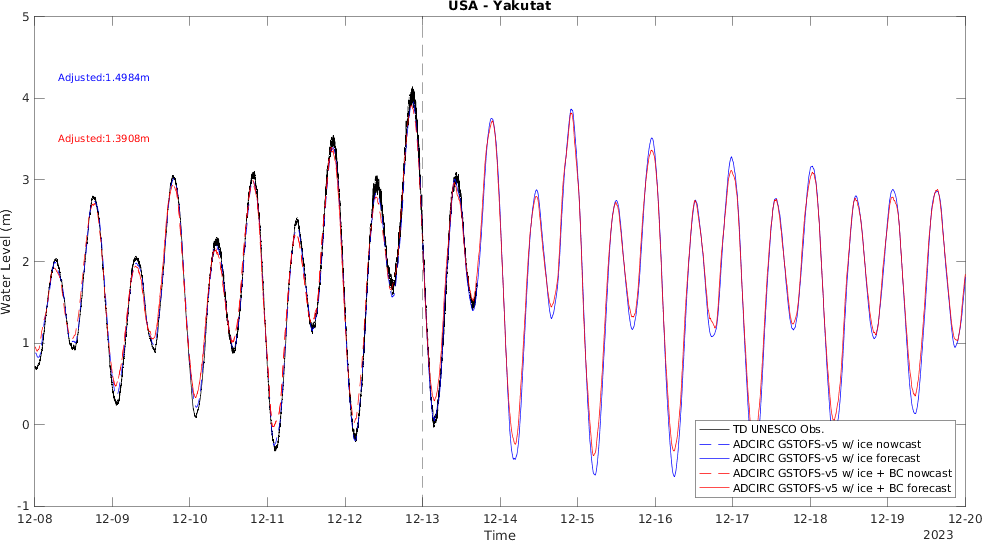 USA - Yakutat
5
4
3
2
1
0
-1
Water Level (m)
Adjusted:1.4984m
Adjusted:1.3908m
TD UNESCO Obs.
ADCIRC GSTOFS-v5 w/ ice nowcast
ADCIRC GSTOFS-v5 w/ ice forecast
ADCIRC GSTOFS-v5 w/ ice + BC nowcast
ADCIRC GSTOFS-v5 w/ ice + BC forecast
12-08 12-09 12-10 12-11 12-12 12-13 12-14 12-15 12-16 12-17 12-18 12-19 12-20
Time
2023